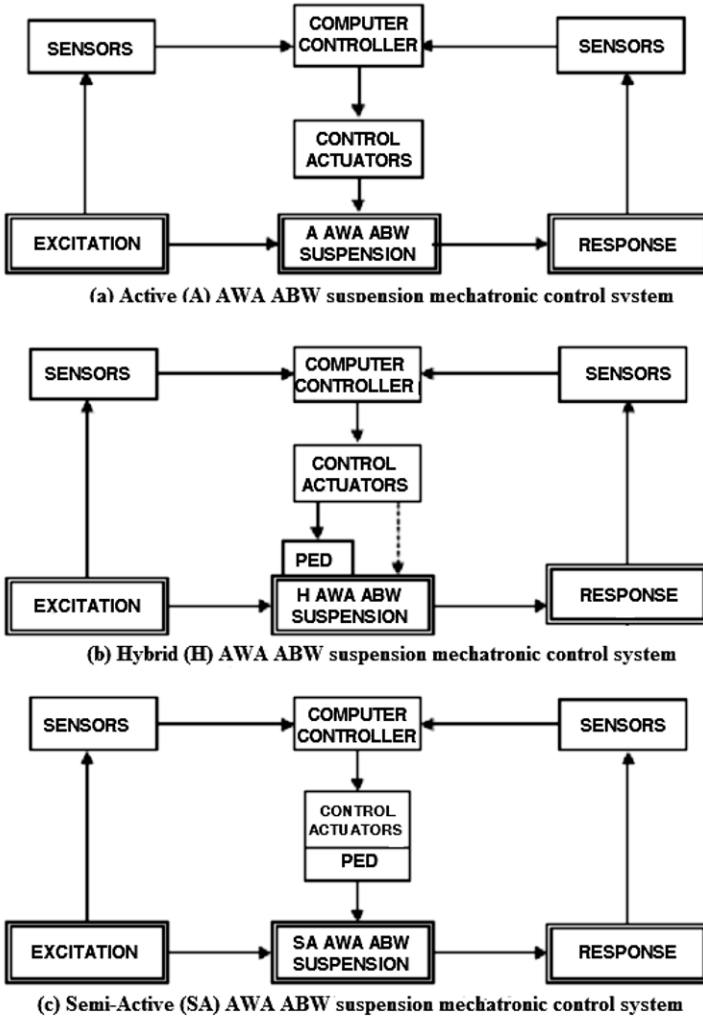 SENSORS
COMPUTER
CONTROLLER
SENSORS
CONTROL
ACTUATORS
EXCITATION
A AWA ABW
SUSPENSION
RESPONSE
(a) Active (A) AWA ABW suspension mechatronic control system
SENSORS
COMPUTER
CONTROLLER
SENSORS
CONTROL
ACTUATORS
PED
EXCITATION
H AWA ABW
SUSPENSION
RESPONSE
(b) Hybrid (H) AWA ABW suspension mechatronic control system
SENSORS
COMPUTER
CONTROLLER
SENSORS
CONTROL
ACTUATORS
PED
EXCITATION
SA AWA ABW
SUSPENSION
RESPONSE
(c) Semi-Active (SA) AWA ABW suspension mechatronic control system